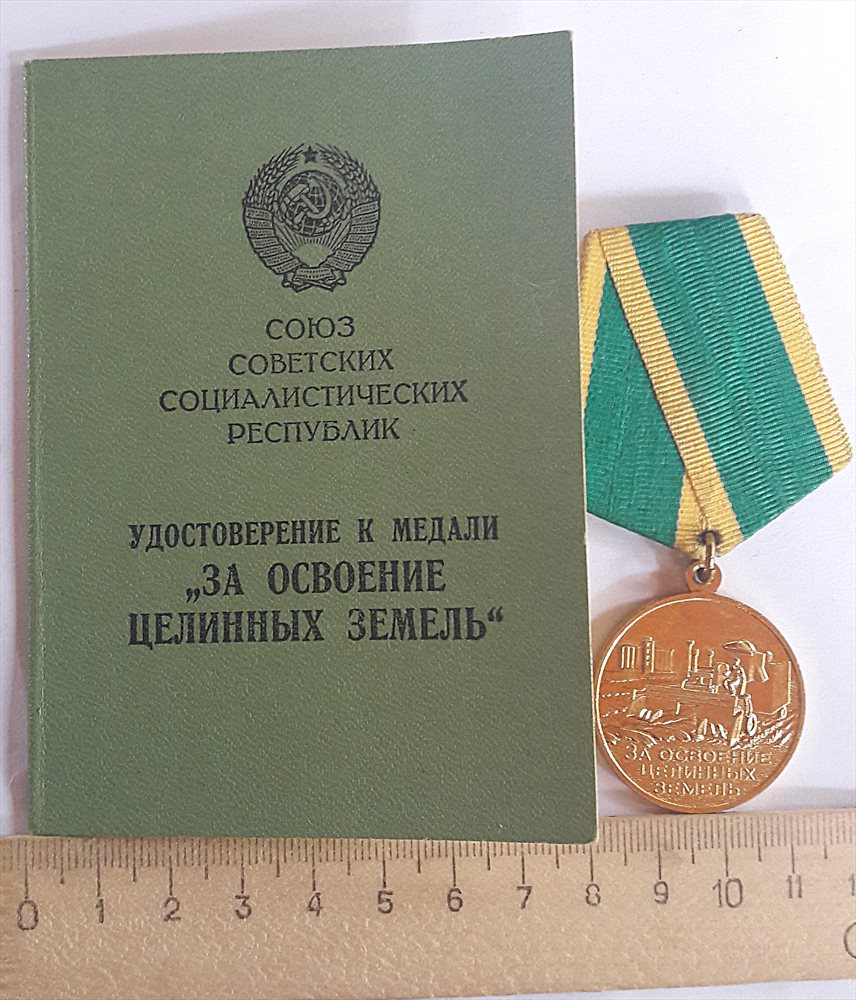 СОЮЗ
СОВЕТСКИХ
СОЦИАЛИСТИЧЕСКИХ
РЕСПУБЛИК
УДОСТОВЕРЕНИЕ К МЕДАЛИ
„ЗА ОСВОЕНИЕ
ЦЕЛИННЫХ ЗЕМЕЛЬ“
ЗА ОСВОЕНИЕ
ЦЕЛИННЫХ
ЗЕМЕЛЬ
0 1 2 3 4 5 6 7 8 9 10 11